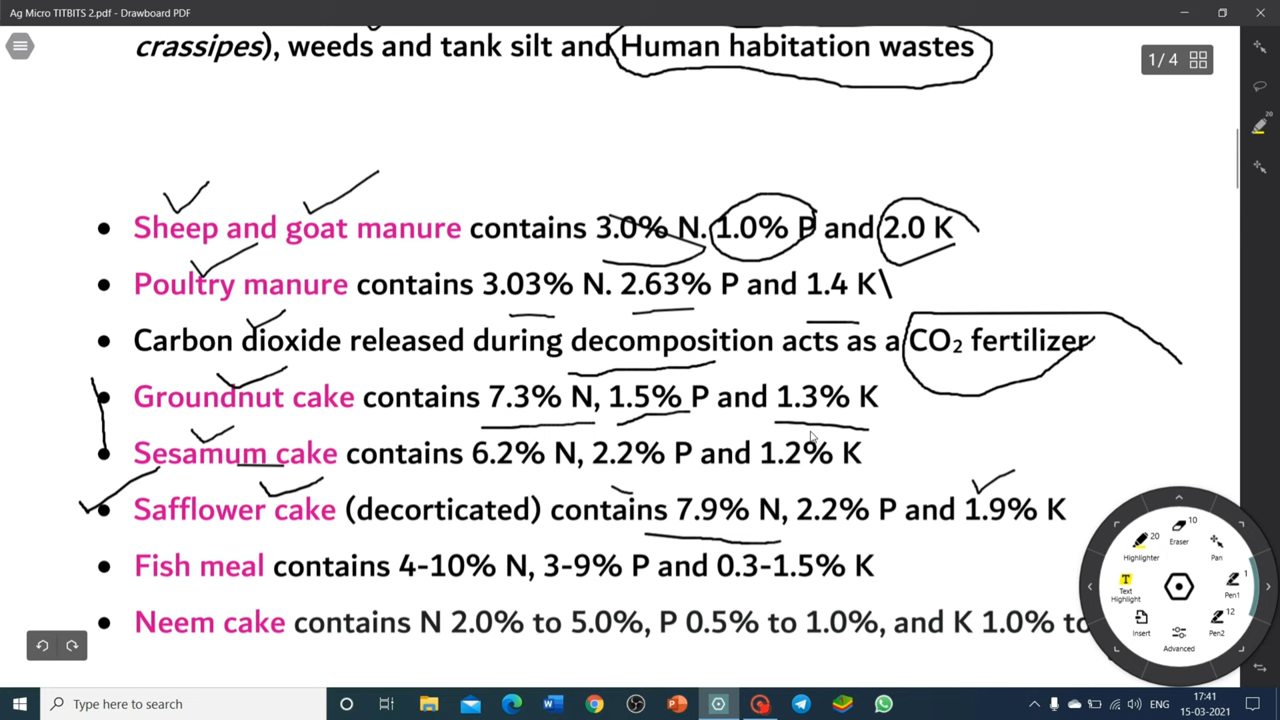 Ag Micro TITBITS 2.pdf - Drawboard PDF
crassipes), weeds and tank silt and Human habitation wastes
1/4
• Sheep and goat manure contains 3.0% N. 1.0% P and 2.0 K
• Poultry manure contains 3.03% N. 2.63% P and 1.4 K\
• Carbon dioxide released during decomposition acts as a CO₂ fertilizer
• Groundnut cake contains 7.3% N, 1.5% P and 1.3% K
• Sesamum cake contains 6.2% N, 2.2% P and 1.2% K
• Safflower cake (decorticated) contains 7.9% N, 2.2% P and 1.9% K
• Fish meal contains 4-10% N, 3-9% P and 0.3-1.5% K
• Neem cake contains N 2.0% to 5.0%, P 0.5% to 1.0%, and K 1.0% to
20
10
Highlighter
Eraser
Pan
Text
Highlight
1
Pen1
Insert
12
Pen2
Advanced
20
Type here to search
ENG
17:41
15-03-2021